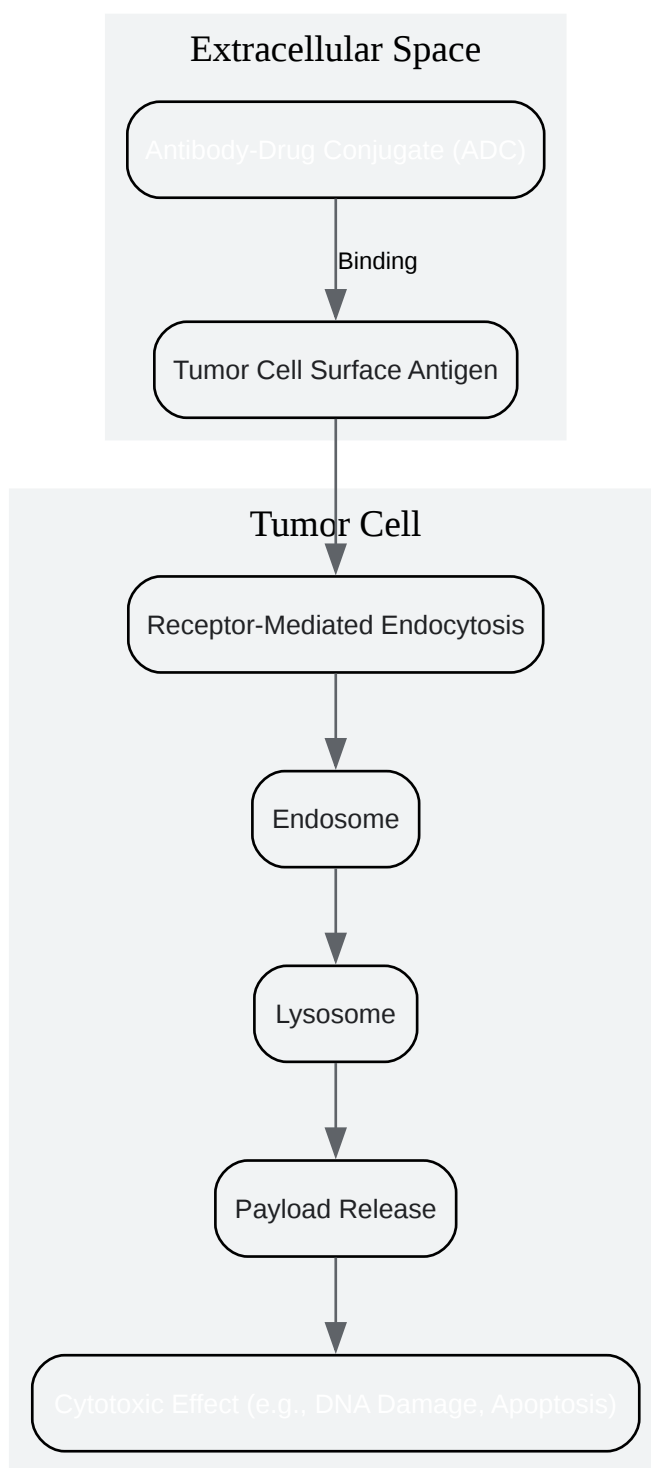 Extracellular Space
Antibody-Drug Conjugate (ADC)
Binding
Tumor Cell Surface Antigen
Tumor Cell
Receptor-Mediated Endocytosis
Endosome
Lysosome
Payload Release
Cytotoxic Effect (e.g., DNA Damage, Apoptosis)